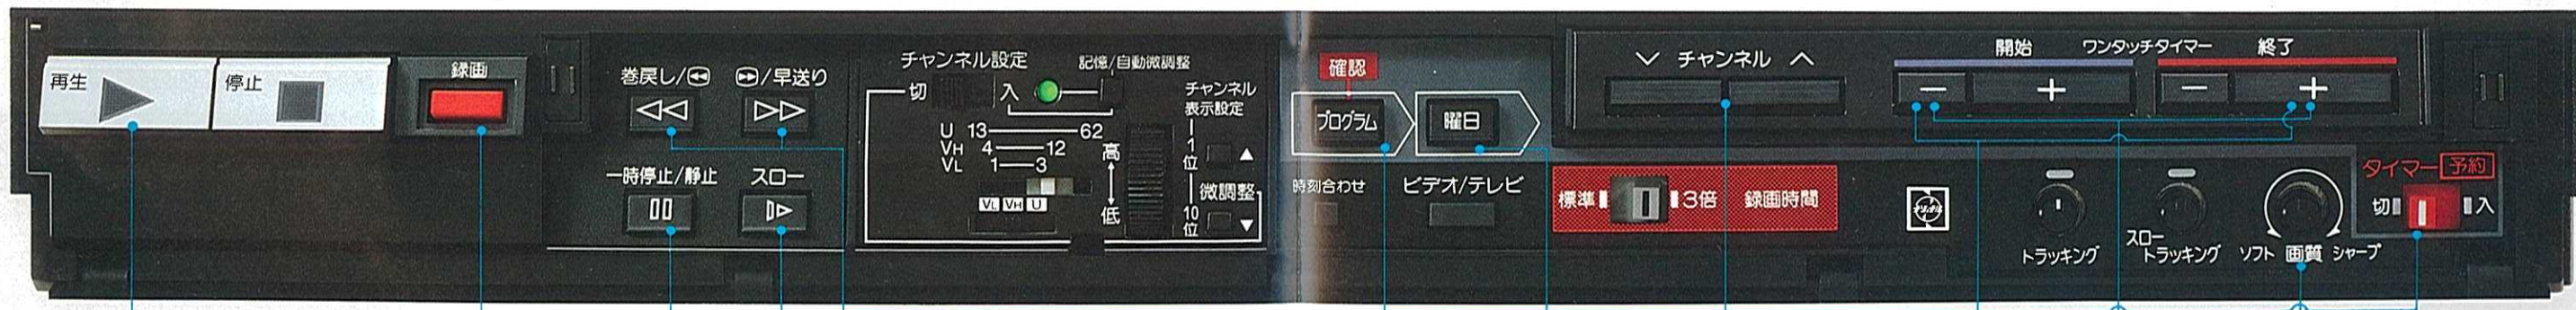 再生
停止
録画
巻戻し/
/早送り
一時停止/静止
スロー
チャンネル設定
記憶/自動微調整
切 入
チャンネル
表示設定
U 13 62
VH 4 12
VL 1 3
VL VH U
高
低
1位
10位
微調整
確認
プログラム
曜日
時刻合わせ
ビデオ/テレビ
チャンネル
開始 ワンタッチタイマー 終了
− + − +
標準 3倍 録画時間
トラッキング
スロー
トラッキング
ソフト 画質 シャープ
タイマー 予約
切 入